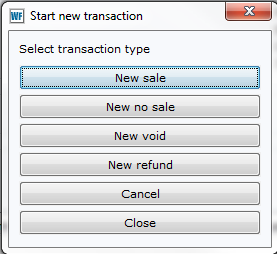 WF Start new transaction
Select transaction type
New sale
New no sale
New void
New refund
Cancel
Close